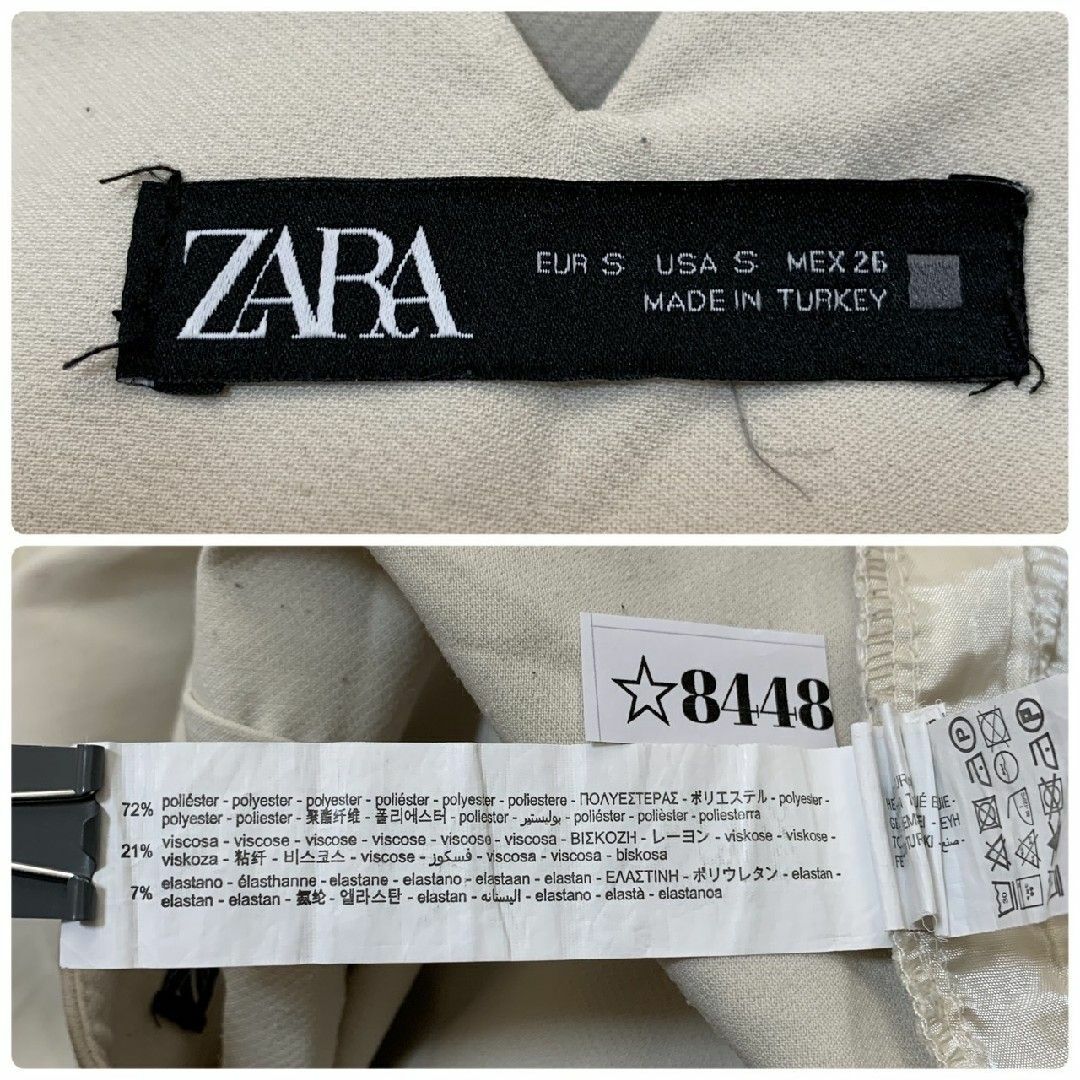 ZARA
EUR S USA S MEX 26
MADE IN TURKEY
☆8448
72% poliéster - polyester - polyester - poliéster - polyester - poliestere - ΠΟΛΥΕΣΤΕΡΑΣ - ポリエステル - polyester -
polyester - poliester - 聚酯纤维 - 폴리에스터 - poliester - بوليستير - poliéster - polièster - poliesterra
21% viscosa - viscose - viscose - viscose - viscose - viscosa - ΒΙΣΚΟΖΗ - レーヨン - viskose - viskose -
viskoza - 粘纤 - 비스코스 - viscose - فسكوز - viscosa - viscosa - biskosa
7% elastano - élasthanne - elastane - elastano - elastaan - elastan - ΕΛΑΣΤΙΝΗ - ポリウレタン - elastan -
elastan - elastan - 氨纶 - 엘라스탄 - elastan - اليستانه - elastano - elastà - elastanoa
P
P